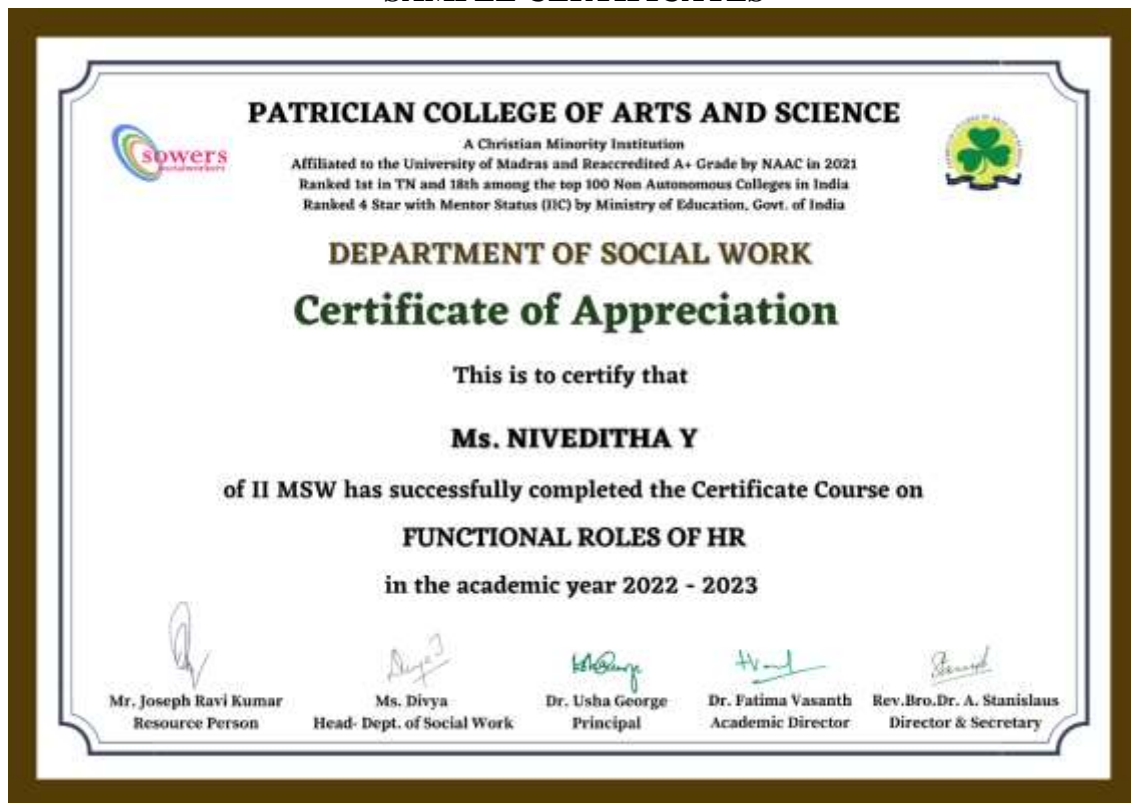 SAMPLE CERTIFICATES
sowers
socialworkers
PATRICIAN COLLEGE OF ARTS AND SCIENCE
A Christian Minority Institution
Affiliated to the University of Madras and Reaccredited A+ Grade by NAAC in 2021
Ranked 1st in TN and 18th among the top 100 Non Autonomous Colleges in India
Ranked 4 Star with Mentor Status (IIC) by Ministry of Education, Govt. of India
DEPARTMENT OF SOCIAL WORK
Certificate of Appreciation
This is to certify that
Ms. NIVEDITHA Y
of II MSW has successfully completed the Certificate Course on
FUNCTIONAL ROLES OF HR
in the academic year 2022 - 2023
Mr. Joseph Ravi Kumar
Resource Person
Ms. Divya
Head- Dept. of Social Work
Dr. Usha George
Principal
Dr. Fatima Vasanth
Academic Director
Rev.Bro.Dr. A. Stanislaus
Director & Secretary